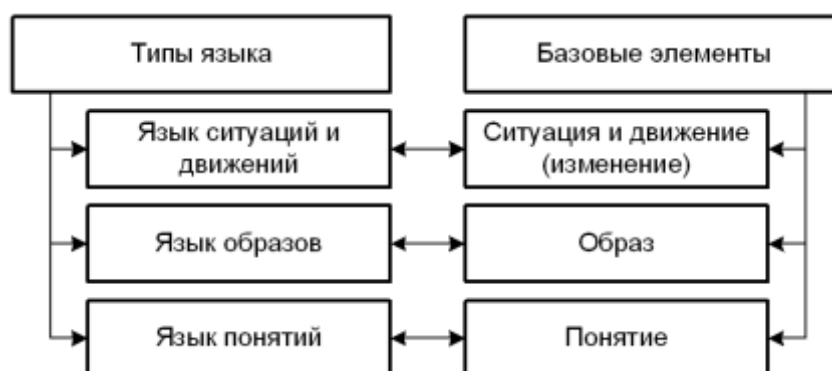 Типы языка
Базовые элементы
Язык ситуаций и
движений
Ситуация и движение
(изменение)
Язык образов
Образ
Язык понятий
Понятие